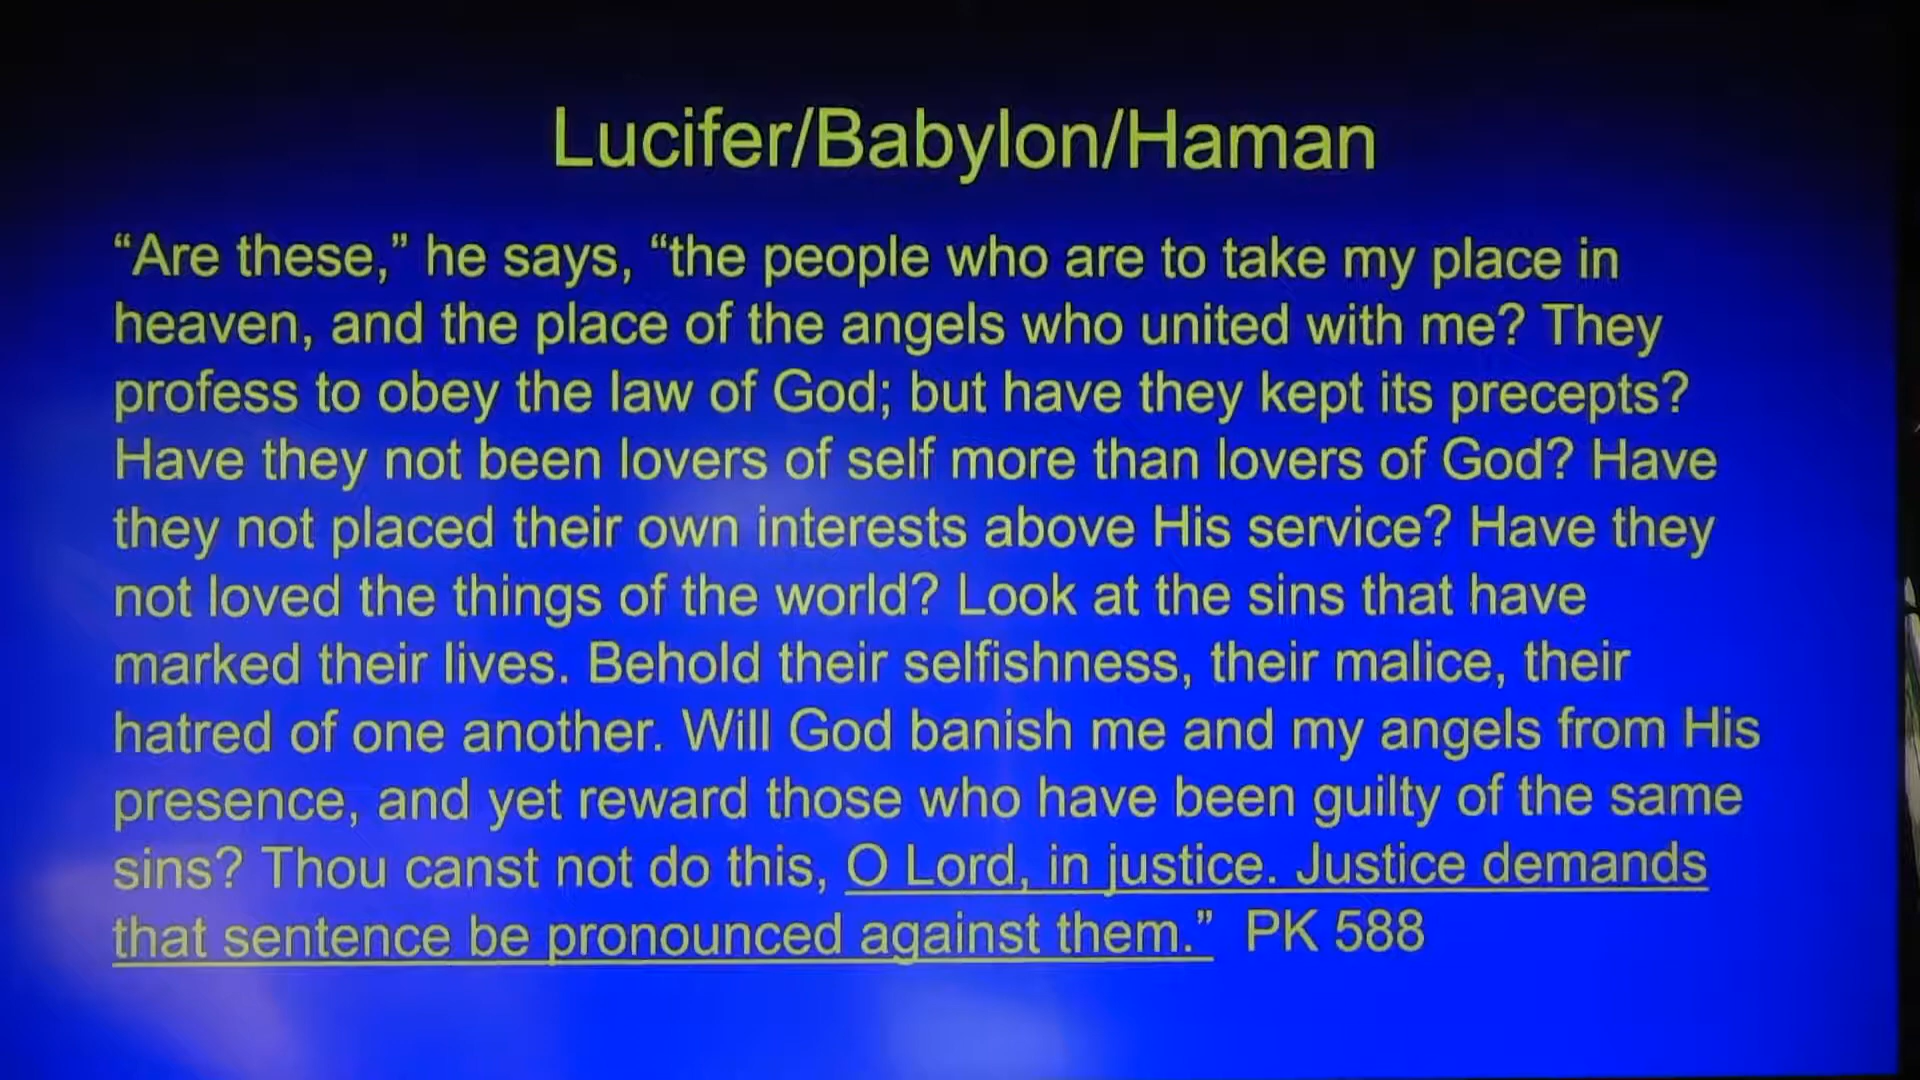 Lucifer/Babylon/Haman
“Are these,” he says, “the people who are to take my place in
heaven, and the place of the angels who united with me? They
profess to obey the law of God; but have they kept its precepts?
Have they not been lovers of self more than lovers of God? Have
they not placed their own interests above His service? Have they
not loved the things of the world? Look at the sins that have
marked their lives. Behold their selfishness, their malice, their
hatred of one another. Will God banish me and my angels from His
presence, and yet reward those who have been guilty of the same
sins? Thou canst not do this, O Lord, in justice. Justice demands
that sentence be pronounced against them.” PK 588